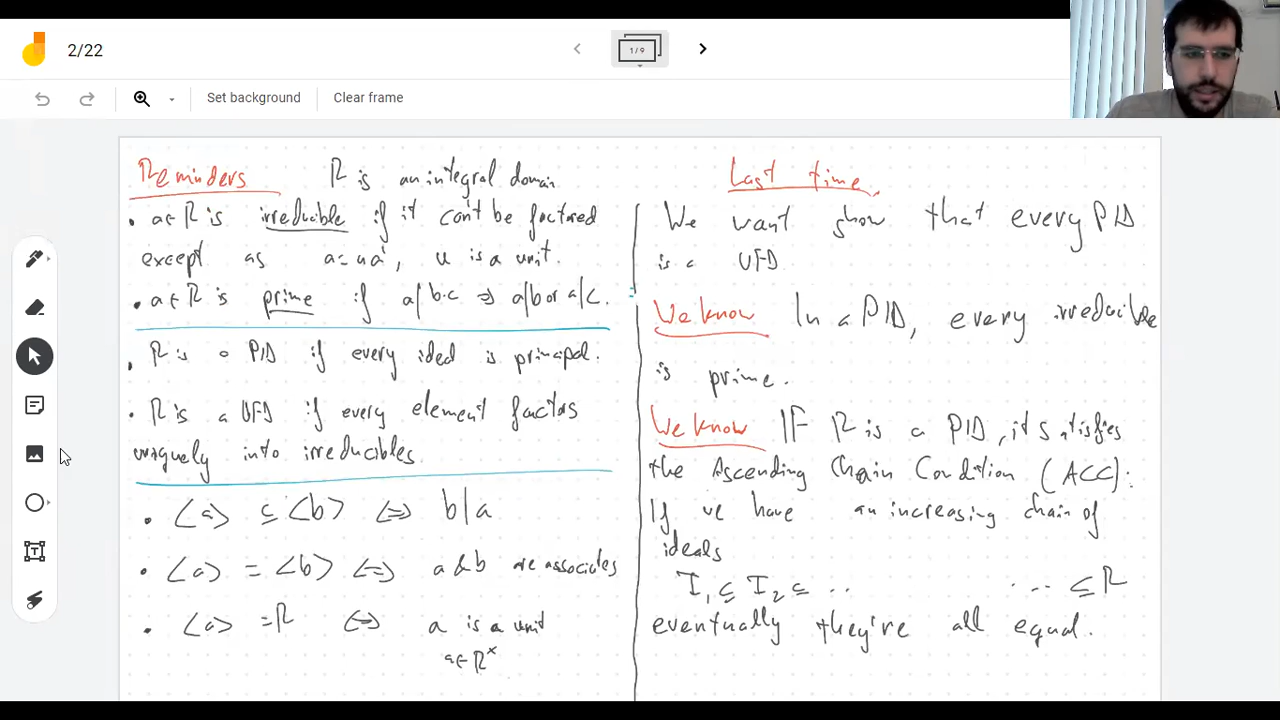 2/22
1/9
Set background
Clear frame
Reminders R is an integral domain
• a∈R is irreducible if it can't be factored
except as a=ua', u is a unit.
• a∈R is prime if a|b·c ⇒ a|b or a|c.
• R is a PID if every ideal is principal.
• R is a UFD if every element factors
uniquely into irreducibles.
• ⟨a⟩ ⊆ ⟨b⟩ ⇔ b|a
• ⟨a⟩ = ⟨b⟩ ⇔ a & b are associates
• ⟨a⟩ = R ⇔ a is a unit
a∈R^×
Last time,
We want show that every PID
is a UFD
We know In a PID, every irreducible
is prime.
We know IF R is a PID, it satisfies
the Ascending Chain Condition (ACC):
If we have an increasing chain of
ideals
I₁ ⊆ I₂ ⊆ ... ... ⊆ R
eventually they're all equal.